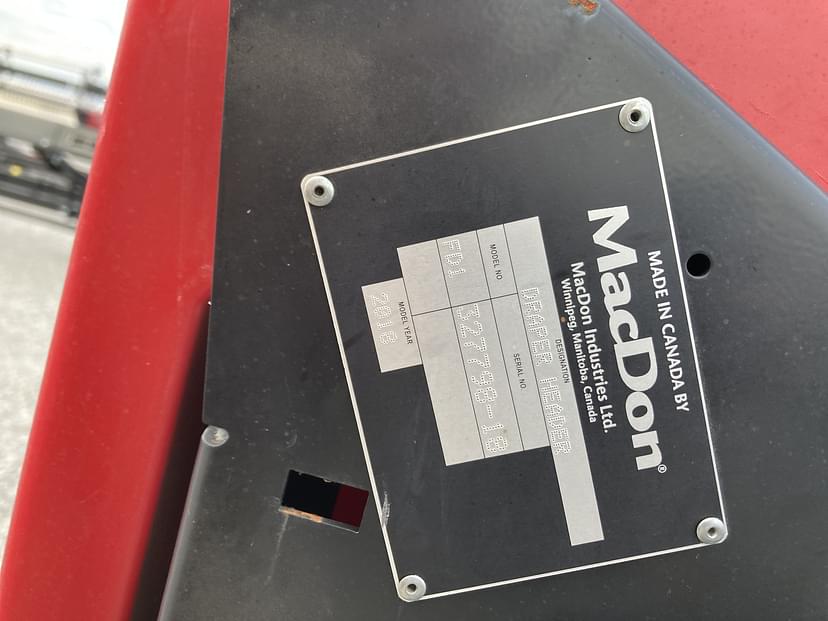 MADE IN CANADA BY
MacDon®
MacDon Industries Ltd.
Winnipeg, Manitoba, Canada
DESIGNATION
DRAPER HEADER
MODEL NO
SERIAL NO.
FD1
327798-18
MODEL YEAR
2018